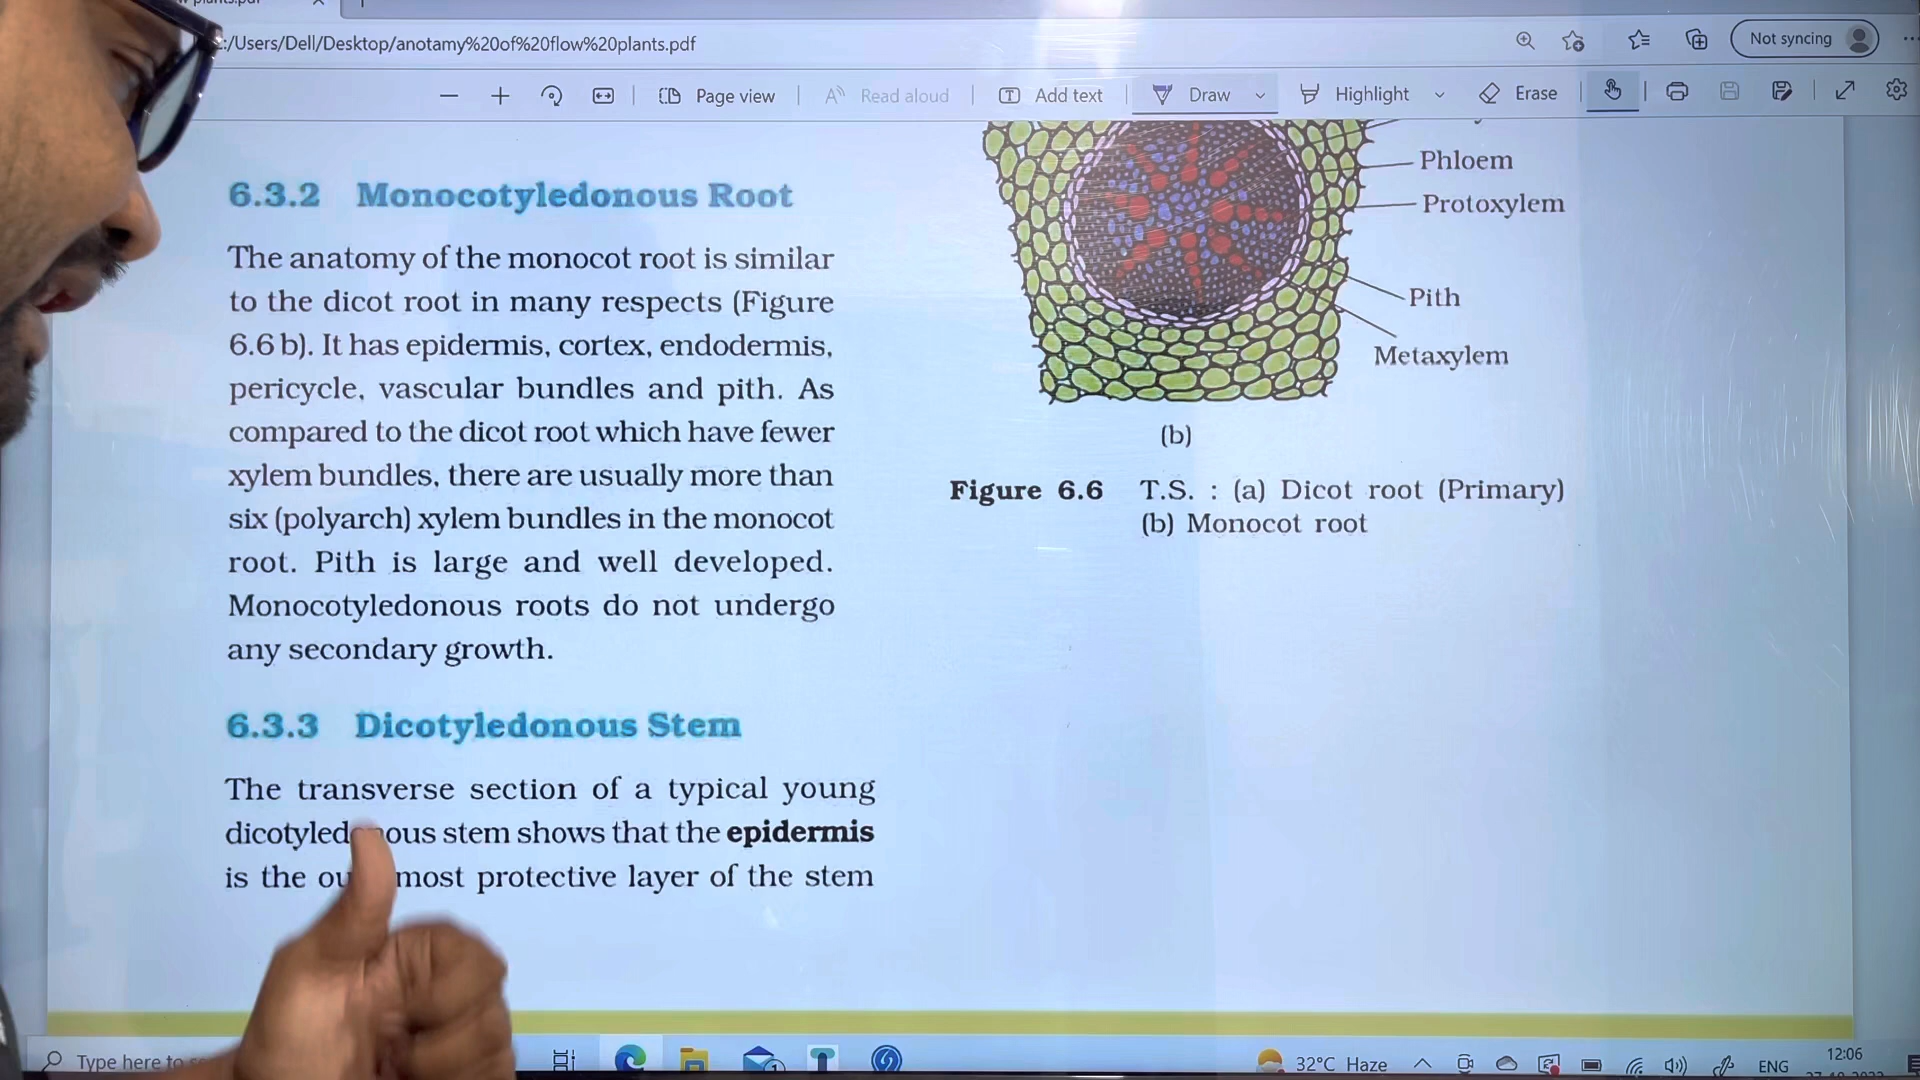 plants.pdf
:/Users/Dell/Desktop/anotamy%20of%20flow%20plants.pdf
Not syncing
Page view
Read aloud
Add text
Draw
Highlight
Erase
6.3.2 Monocotyledonous Root
The anatomy of the monocot root is similar
to the dicot root in many respects (Figure
6.6 b). It has epidermis, cortex, endodermis,
pericycle, vascular bundles and pith. As
compared to the dicot root which have fewer
xylem bundles, there are usually more than
six (polyarch) xylem bundles in the monocot
root. Pith is large and well developed.
Monocotyledonous roots do not undergo
any secondary growth.
6.3.3 Dicotyledonous Stem
The transverse section of a typical young
dicotyled ous stem shows that the epidermis
is the ou most protective layer of the stem
Phloem
Protoxylem
Pith
Metaxylem
(b)
Figure 6.6 T.S. : (a) Dicot root (Primary)
(b) Monocot root
Type here to
32°C Haze
ENG
12:06